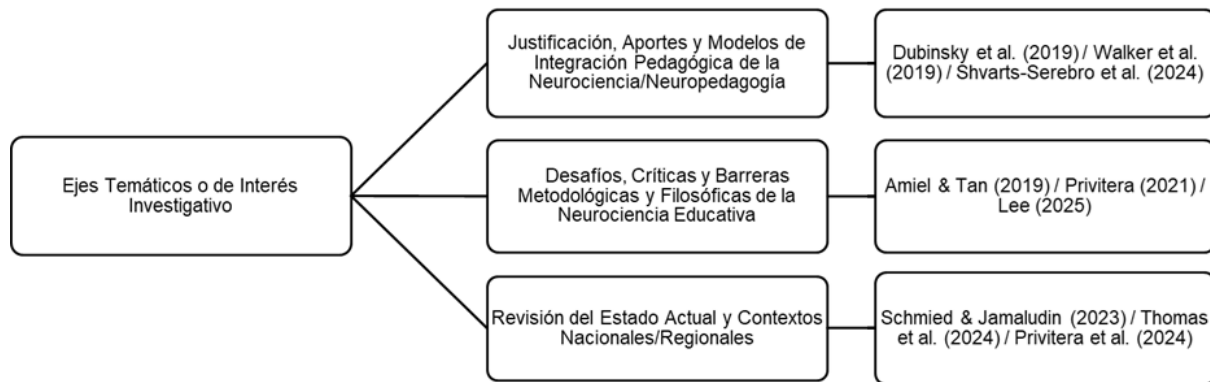 Ejes Temáticos o de Interés
Investigativo
Justificación, Aportes y Modelos de
Integración Pedagógica de la
Neurociencia/Neuropedagogía
Dubinsky et al. (2019) / Walker et al.
(2019) / Shvarts-Serebro et al. (2024)
Desafíos, Críticas y Barreras
Metodológicas y Filosóficas de la
Neurociencia Educativa
Amiel & Tan (2019) / Privitera (2021) /
Lee (2025)
Revisión del Estado Actual y Contextos
Nacionales/Regionales
Schmied & Jamaludin (2023) / Thomas
et al. (2024) / Privitera et al. (2024)